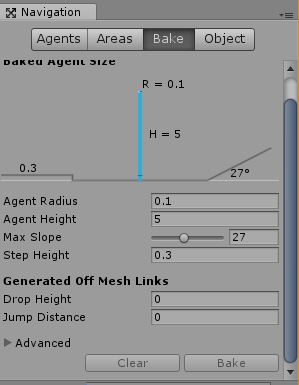 Navigation
Agents Areas Bake Object
Baked Agent Size
R = 0.1
H = 5
0.3
27°
Agent Radius 0.1
Agent Height 5
Max Slope 27
Step Height 0.3
Generated Off Mesh Links
Drop Height 0
Jump Distance 0
Advanced
Clear Bake